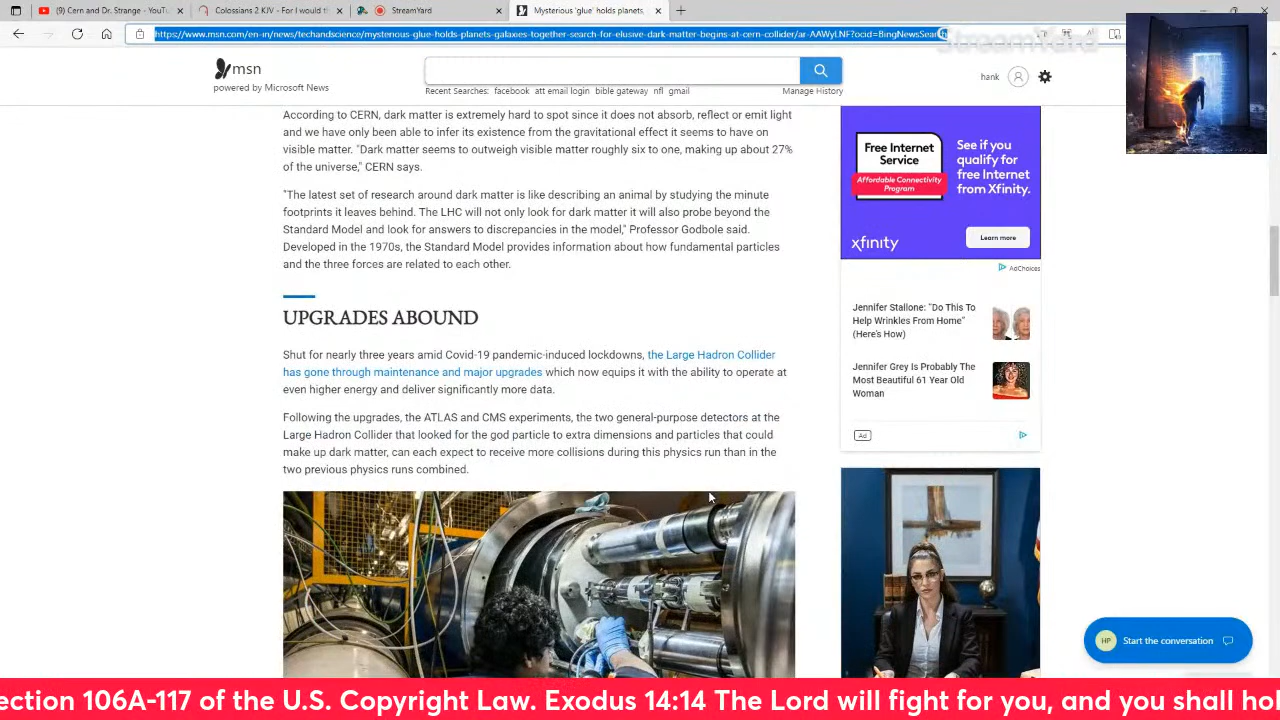 (9) Cern and Dr. Strange - YouTu
Colossians 2 KJV - For I would th
StreamYard
Mysterious 'glue' holds planets,
https://www.msn.com/en-in/news/techandscience/mysterious-glue-holds-planets-galaxies-together-search-for-elusive-dark-matter-begins-at-cern-collider/ar-AAWyLNF?ocid=BingNewsSearch
StreamYard
msn
powered by Microsoft News
Recent Searches: facebook att email login bible gateway nfl gmail
Manage History
hank
According to CERN, dark matter is extremely hard to spot since it does not absorb, reflect or emit light
and we have only been able to infer its existence from the gravitational effect it seems to have on
visible matter. "Dark matter seems to outweigh visible matter roughly six to one, making up about 27%
of the universe," CERN says.
"The latest set of research around dark matter is like describing an animal by studying the minute
footprints it leaves behind. The LHC will not only look for dark matter it will also probe beyond the
Standard Model and look for answers to discrepancies in the model," Professor Godbole said.
Developed in the 1970s, the Standard Model provides information about how fundamental particles
and the three forces are related to each other.
UPGRADES ABOUND
Shut for nearly three years amid Covid-19 pandemic-induced lockdowns, the Large Hadron Collider
has gone through maintenance and major upgrades which now equips it with the ability to operate at
even higher energy and deliver significantly more data.
Following the upgrades, the ATLAS and CMS experiments, the two general-purpose detectors at the
Large Hadron Collider that looked for the god particle to extra dimensions and particles that could
make up dark matter, can each expect to receive more collisions during this physics run than in the
two previous physics runs combined.
Free Internet
Service
Affordable Connectivity
Program
See if you
qualify for
free Internet
from Xfinity.
xfinity
Learn more
AdChoices
Jennifer Stallone: "Do This To
Help Wrinkles From Home"
(Here's How)
Jennifer Grey Is Probably The
Most Beautiful 61 Year Old
Woman
Ad
HP
Start the conversation
ection 106A-117 of the U.S. Copyright Law. Exodus 14:14 The Lord will fight for you, and you shall hol